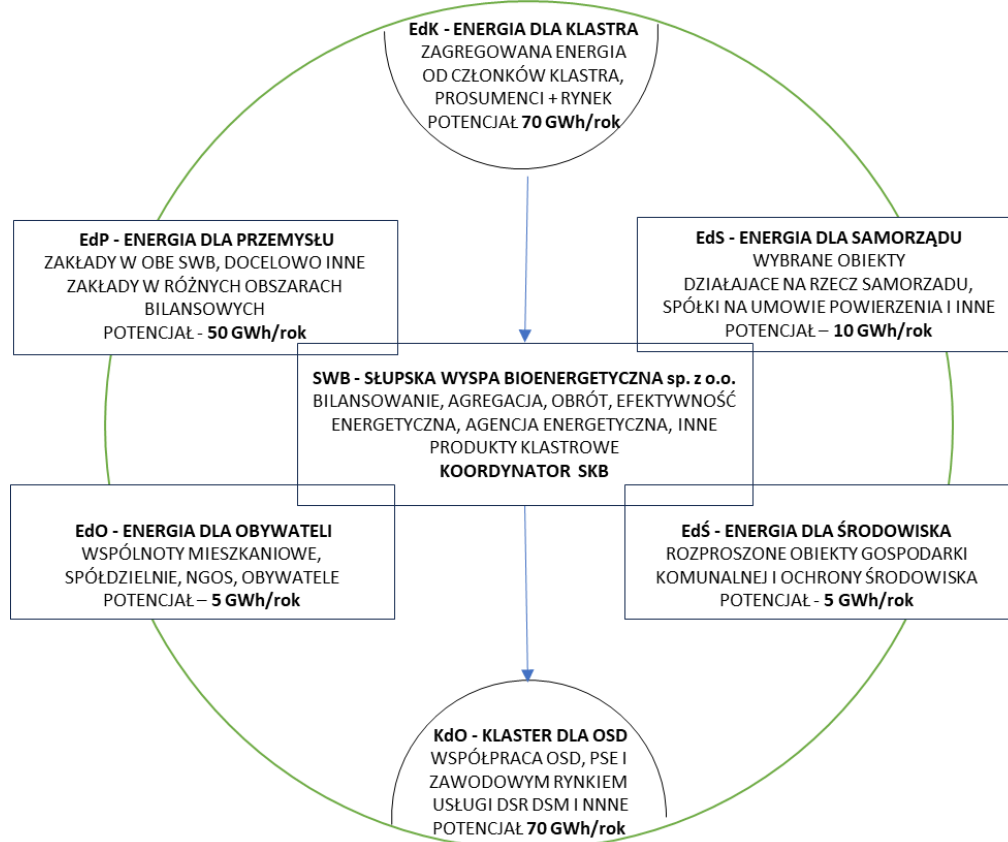 EdK - ENERGIA DLA KLASTRA
ZAGREGOWANA ENERGIA
OD CZŁONKÓW KLASTRA,
PROSUMENCI + RYNEK
POTENCJAŁ 70 GWh/rok
EdP - ENERGIA DLA PRZEMYSŁU
ZAKŁADY W OBE SWB, DOCELOWO INNE
ZAKŁADY W RÓŻNYCH OBSZARACH
BILANSOWYCH
POTENCJAŁ - 50 GWh/rok
EdS - ENERGIA DLA SAMORZĄDU
WYBRANE OBIEKTY
DZIAŁAJACE NA RZECZ SAMORZADU,
SPÓŁKI NA UMOWIE POWIERZENIA I INNE
POTENCJAŁ – 10 GWh/rok
SWB - SŁUPSKA WYSPA BIOENERGETYCZNA sp. z o.o.
BILANSOWANIE, AGREGACJA, OBRÓT, EFEKTYWNOŚĆ
ENERGETYCZNA, AGENCJA ENERGETYCZNA, INNE
PRODUKTY KLASTROWE
KOORDYNATOR SKB
EdO - ENERGIA DLA OBYWATELI
WSPÓLNOTY MIESZKANIOWE,
SPÓŁDZIELNIE, NGOS, OBYWATELE
POTENCJAŁ – 5 GWh/rok
EdŚ - ENERGIA DLA ŚRODOWISKA
ROZPROSZONE OBIEKTY GOSPODARKI
KOMUNALNEJ I OCHRONY ŚRODOWISKA
POTENCJAŁ - 5 GWh/rok
KdO - KLASTER DLA OSD
WSPÓŁPRACA OSD, PSE I
ZAWODOWYM RYNKIEM
USŁUGI DSR DSM I NNNE
POTENCJAŁ 70 GWh/rok